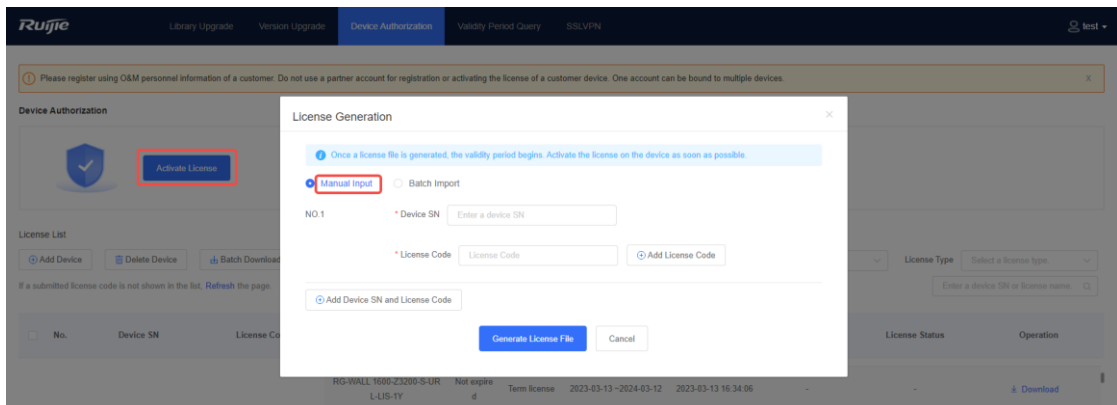 Ruijie
Library Upgrade
Version Upgrade
Device Authorization
Validity Period Query
SSLVPN
test
Please register using O&M personnel information of a customer. Do not use a partner account for registration or activating the license of a customer device. One account can be bound to multiple devices.
X
Device Authorization
Activate License
License Generation
Once a license file is generated, the validity period begins. Activate the license on the device as soon as possible.
Manual Input
Batch Import
NO.1
* Device SN
Enter a device SN
* License Code
License Code
Add License Code
Add Device SN and License Code
Generate License File
Cancel
License List
Add Device
Delete Device
Batch Download
License Type
Select a license type.
If a submitted license code is not shown in the list, Refresh the page.
Enter a device SN or license name.
No.
Device SN
License Co
License Status
Operation
RG-WALL 1600-Z3200-S-UR
L-LIS-1Y
Not expire
d
Term license
2023-03-13 ~2024-03-12
2023-03-13 16:34:06
-
-
Download